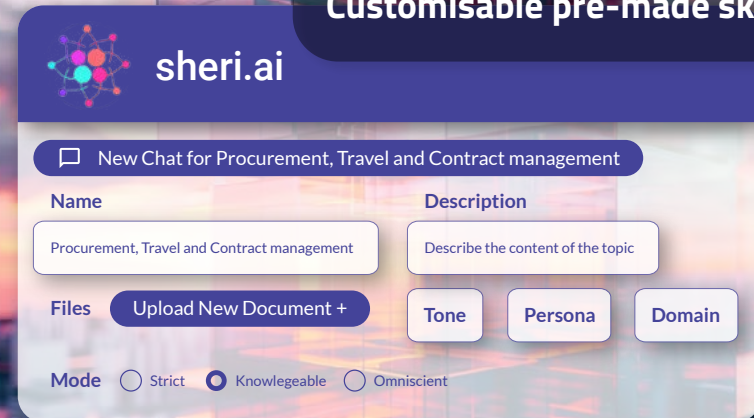 Customisable pre-made sk
sheri.ai
New Chat for Procurement, Travel and Contract management
Name
Description
Procurement, Travel and Contract management
Describe the content of the topic
Files
Upload New Document +
Tone
Persona
Domain
Mode
Strict
Knowlegeable
Omniscient